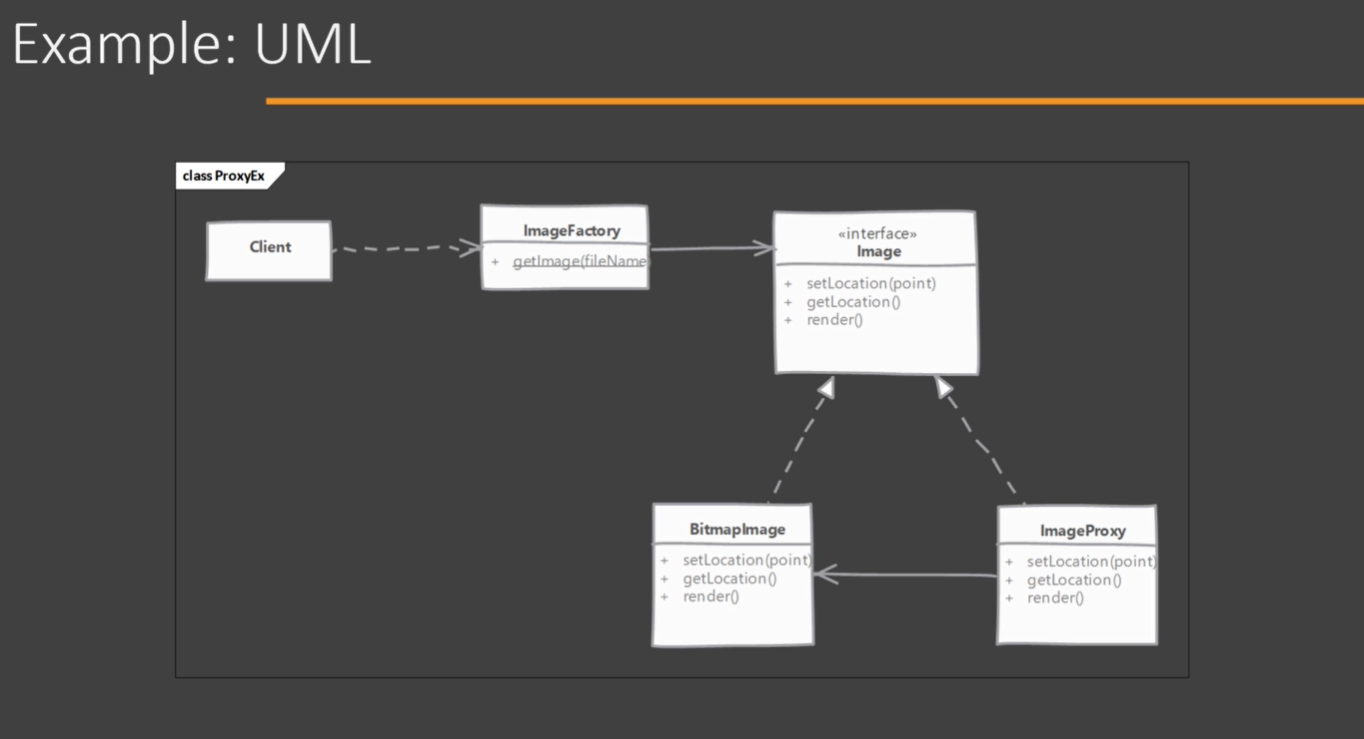 Example: UML
class ProxyEx
Client
ImageFactory
+ getImage(fileName
«interface»
Image
+ setLocation(point)
+ getLocation()
+ render()
BitmapImage
+ setLocation(point)
+ getLocation()
+ render()
ImageProxy
+ setLocation(point)
+ getLocation()
+ render()